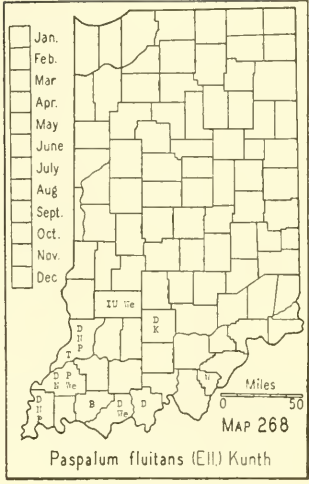 Jan.
Feb.
Mar
Apr.
May
June
July
Aug
Sept.
Oct.
Nov.
Dec
IU We
D
K
D
N
P
T
D P
N We
D
N
P
B
D
We
D
W
Miles
0 50
MAP 268
Paspalum fluitans (Ell.) Kunth